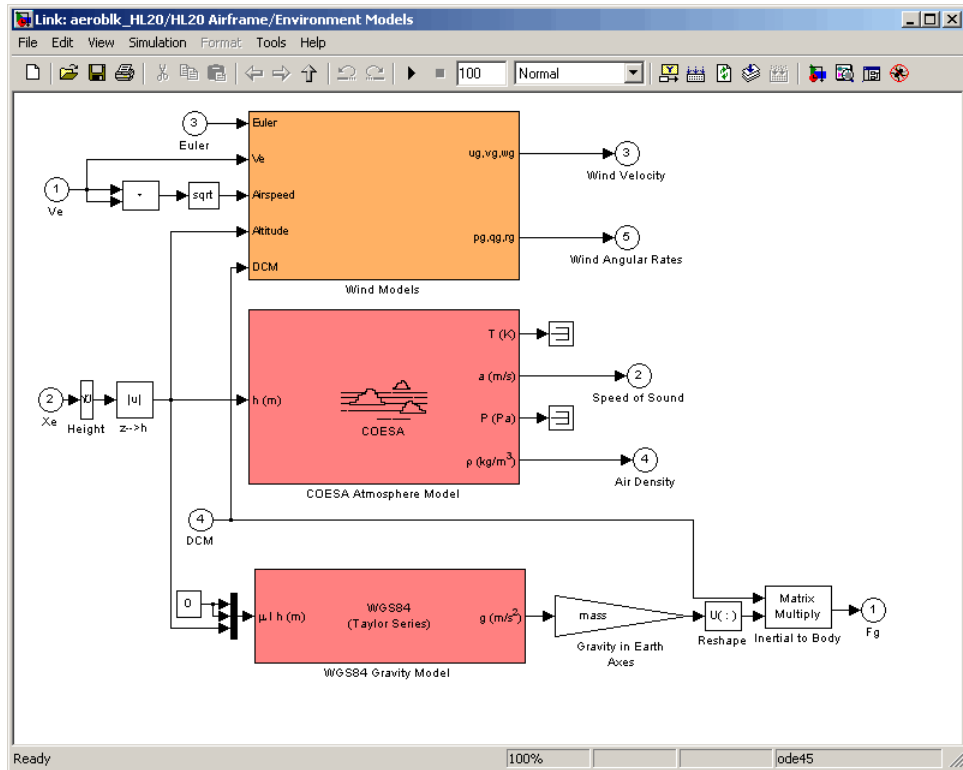 Link: aeroblk_HL20/HL20 Airframe/Environment Models
File Edit View Simulation Format Tools Help
100 Normal
3
Euler
Euler
Ve
ug,vg,wg
3
Wind Velocity
1
Ve
sqrt
Airspeed
Altitude
pg,qg,rg
5
Wind Angular Rates
DCM
Wind Models
T (K)
a (m/s)
2
Speed of Sound
2
Xe
Height
|u|
z-->h
h (m)
COESA
P (Pa)
ρ (kg/m³)
4
Air Density
COESA Atmosphere Model
4
DCM
0
μ l h (m)
WGS84
(Taylor Series)
g (m/s²)
WGS84 Gravity Model
mass
Gravity in Earth
Axes
U( : )
Reshape
Matrix
Multiply
Inertial to Body
1
Fg
Ready 100% ode45